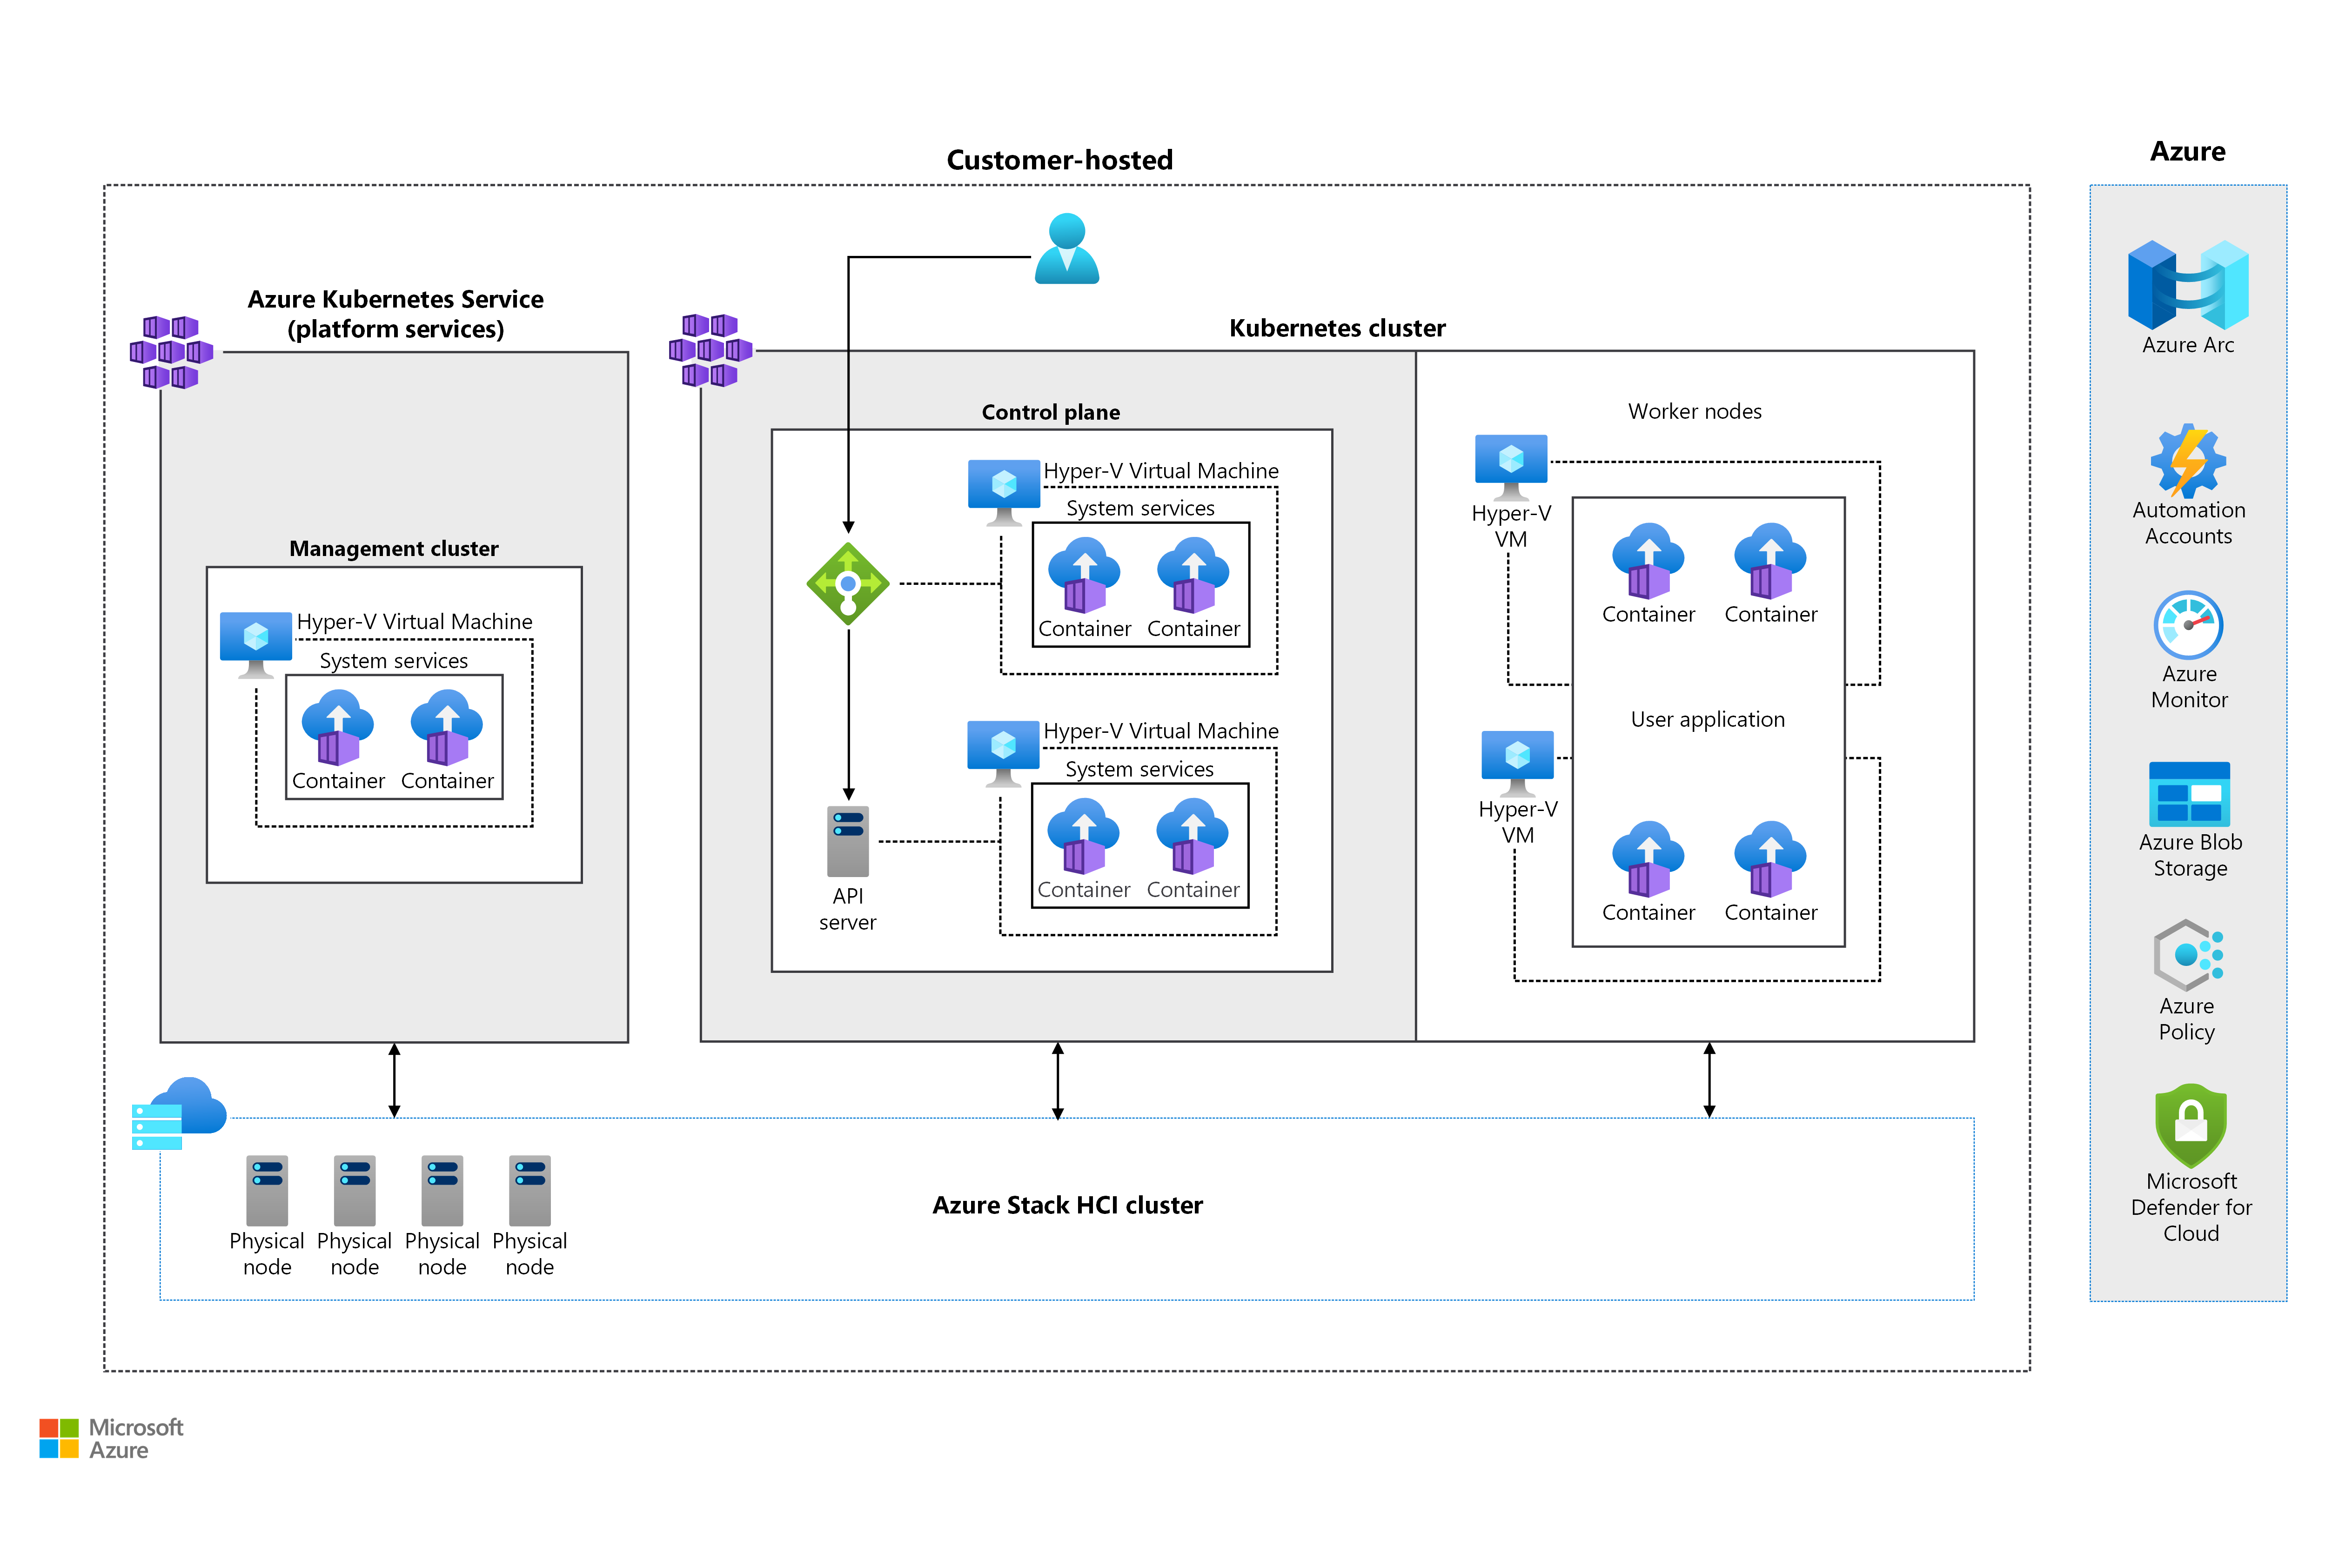 Customer-hosted
Azure
Azure Kubernetes Service
(platform services)
Management cluster
Hyper-V Virtual Machine
System services
Container
Container
Kubernetes cluster
Control plane
Hyper-V Virtual Machine
System services
Container
Container
Hyper-V Virtual Machine
System services
Container
Container
API
server
Worker nodes
Hyper-V
VM
Container
Container
User application
Hyper-V
VM
Container
Container
Azure Stack HCI cluster
Physical
node
Physical
node
Physical
node
Physical
node
Azure Arc
Automation
Accounts
Azure
Monitor
Azure Blob
Storage
Azure
Policy
Microsoft
Defender for
Cloud
Microsoft
Azure